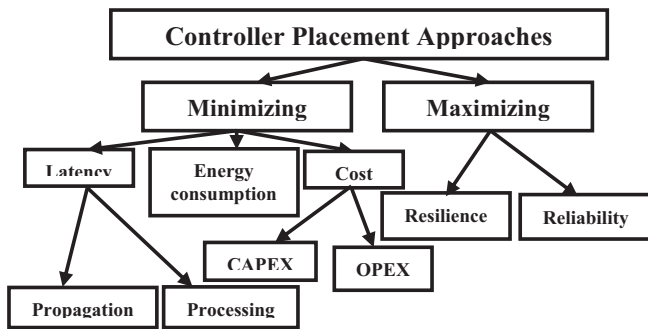 Controller Placement Approaches
Minimizing
Maximizing
Latency
Energy
consumption
Cost
Resilience
Reliability
CAPEX
OPEX
Propagation
Processing